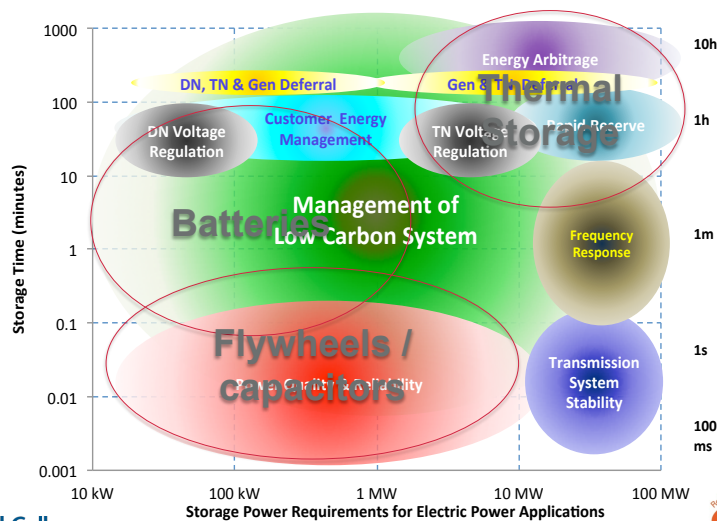 1000
10h
Energy Arbitrage
DN, TN & Gen Deferral
Gen & TN Deferral
Thermal
Storage
100
1h
Customer Energy
Management
DN Voltage
Regulation
TN Voltage
Regulation
Rapid Reserve
10
Management of
Low Carbon System
Batteries
1
1m
Frequency
Response
0.1
Flywheels /
capacitors
1s
Power Quality & Reliability
Transmission
System
Stability
0.01
100
ms
0.001
10 kW
100 kW
1 MW
10 MW
100 MW
Storage Time (minutes)
Storage Power Requirements for Electric Power Applications